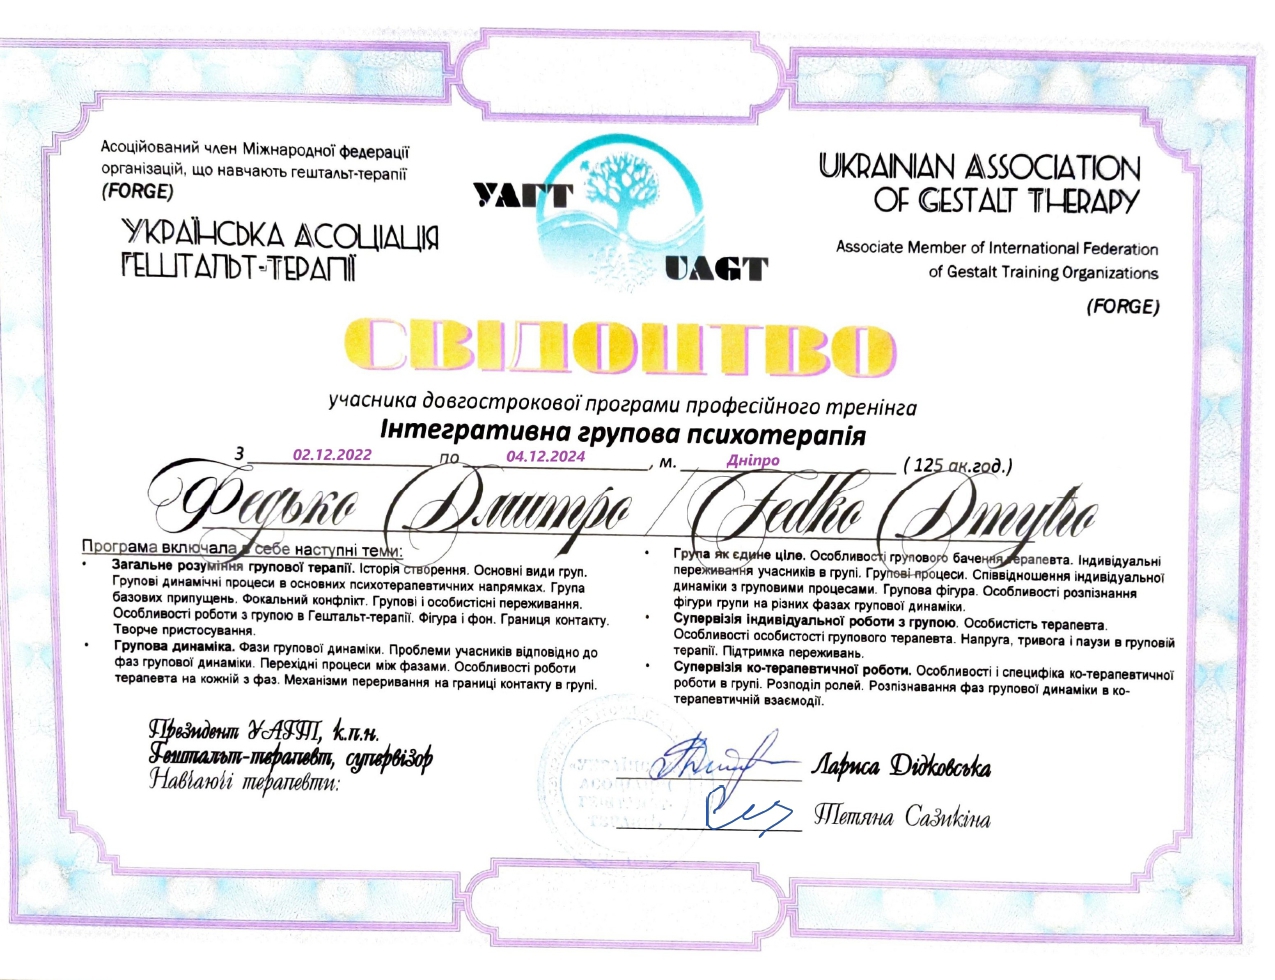 Асоційований член Міжнародної федерації
організацій, що навчають гештальт-терапії
(FORGE)
УКРАЇНСЬКА АСОЦІАЦІЯ
ГЕШТАЛЬТ-ТЕРАПІЇ
УАГТ
UAGT
UKRAINIAN ASSOCIATION
OF GESTALT THERAPY
Associate Member of International Federation
of Gestalt Training Organizations
(FORGE)
СВІДОЦТВО
учасника довгострокової програми професійного тренінга
Інтегративна групова психотерапія
З 02.12.2022 по 04.12.2024, м. Дніпро (125 ак.год.)
Федько Дмитро / Fedko Dmytro
Програма включала в себе наступні теми:
• Загальне розуміння групової терапії. Історія створення. Основні види груп.
Групові динамічні процеси в основних психотерапевтичних напрямках. Група
базових припущень. Фокальний конфлікт. Групові і особистісні переживання.
Особливості роботи з групою в Гештальт-терапії. Фігура і фон. Границя контакту.
Творче пристосування.
• Групова динаміка. Фази групової динаміки. Проблеми учасників відповідно до
фаз групової динаміки. Перехідні процеси між фазами. Особливості роботи
терапевта на кожній з фаз. Механізми переривання на границі контакту в групі.
• Група як єдине ціле. Особливості групового бачення терапевта. Індивідуальні
переживання учасників в групі. Групові процеси. Співвідношення індивідуальної
динаміки з груповими процесами. Групова фігура. Особливості розпізнання
фігури групи на різних фазах групової динаміки.
• Супервізія індивідуальної роботи з групою. Особистість терапевта.
Особливості особистості групового терапевта. Напруга, тривога і паузи в груповій
терапії. Підтримка переживань.
• Супервізія ко-терапевтичної роботи. Особливості і специфіка ко-терапевтичної
роботи в групі. Розподіл ролей. Розпізнавання фаз групової динаміки в ко-
терапевтичній взаємодії.
Президент УАГТ, к.п.н.
Гештальт-терапевт, супервізор
Навчаючі терапевти:
Лариса Дідковська
Тетяна Сазикіна